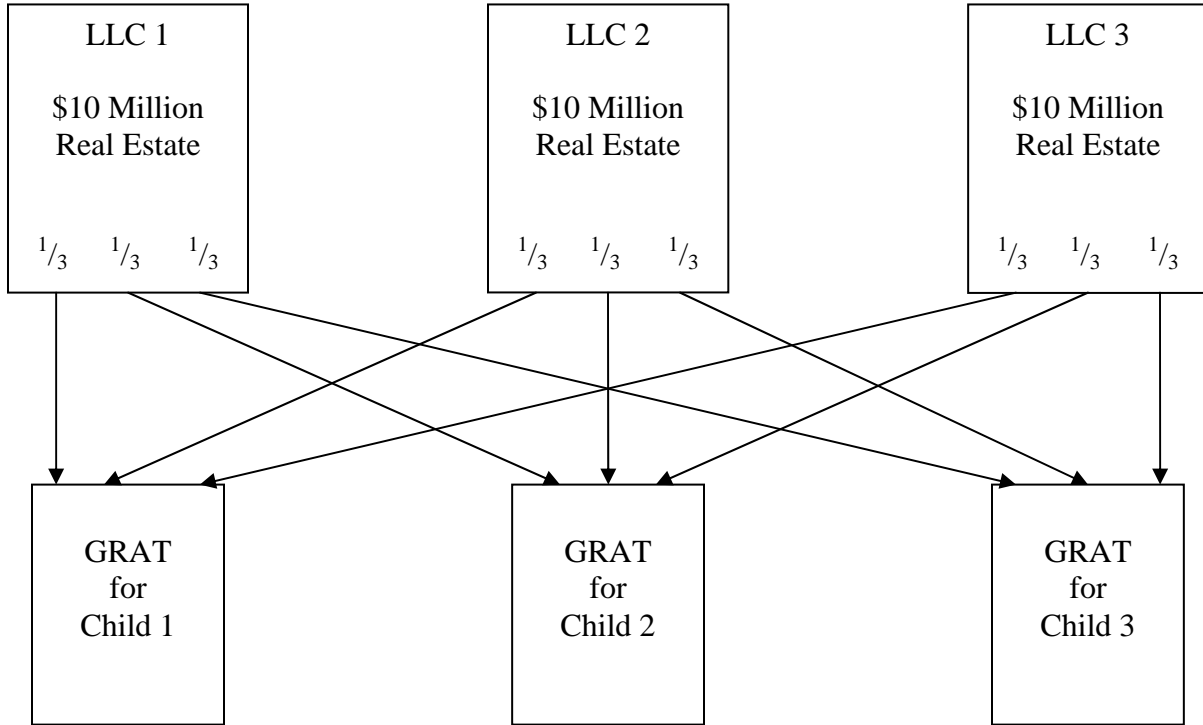 LLC 1
$10 Million
Real Estate
1/3 1/3 1/3
LLC 2
$10 Million
Real Estate
1/3 1/3 1/3
LLC 3
$10 Million
Real Estate
1/3 1/3 1/3
GRAT
for
Child 1
GRAT
for
Child 2
GRAT
for
Child 3